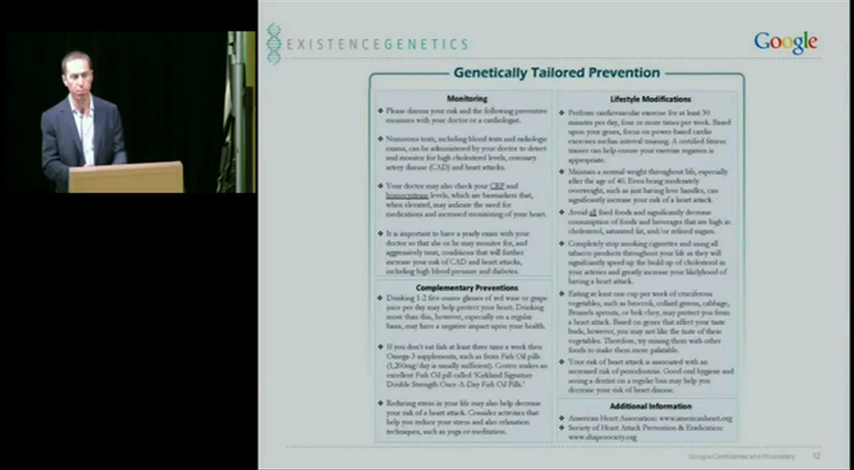 EXISTENCEGENETICS
Google
Genetically Tailored Prevention
Monitoring
Please discuss your risk and the following preventive
measures with your doctor or a cardiologist.
Numerous tests, including blood tests and radiologic
exams, can be administered by your doctor to detect
and monitor for high cholesterol levels, coronary
artery disease (CAD) and heart attacks.
Your doctor may also check your CRP and
homocysteine levels, which are biomarkers that,
when elevated, may indicate the need for
medications and increased monitoring of your heart.
It is important to have a yearly exam with your
doctor so that she or he may monitor for, and
aggressively treat, conditions that will further
increase your risk of CAD and heart attacks,
including high blood pressure and diabetes.
Complementary Preventions
Drinking 1-2 five-ounce glasses of red wine or grape
juice per day may help protect your heart. Drinking
more than this, however, especially on a regular
basis, may have a negative impact upon your health.
If you don't eat fish at least three times a week then
Omega-3 supplements, such as from Fish Oil pills
(1,200mg/day is usually sufficient). Costco makes an
excellent Fish Oil pill called 'Kirkland Signature
Double Strength Once-A Day Fish Oil Pills.'
Reducing stress in your life may also help decrease
your risk of a heart attack. Consider activities that
help you reduce your stress and also relaxation
techniques, such as yoga or meditation.
Lifestyle Modifications
Perform cardiovascular exercise for at least 30
minutes per day, four or more times per week. Based
upon your genes, focus on power-based cardio
exercises such as interval training. A certified fitness
trainer can help ensure your exercise regimen is
appropriate.
Maintain a normal weight throughout life, especially
after the age of 40. Even being moderately
overweight, such as just having love handles, can
significantly increase your risk of a heart attack.
Avoid all fried foods and significantly decrease
consumption of foods and beverages that are high in
cholesterol, saturated fat, and/or refined sugars.
Completely stop smoking cigarettes and using all
tobacco products throughout your life as they will
significantly speed up the build up of cholesterol in
your arteries and greatly increase your likelyhood of
having a heart attack.
Eating at least one cup per week of cruciferous
vegetables, such as broccoli, collard greens, cabbage,
Brussels sprouts, or bok choy, may protect you from
a heart attack. Based on genes that affect your taste
buds, however, you may not like the taste of these
vegetables. Therefore, try mixing them with other
foods to make them more palatable.
Your risk of heart attack is associated with an
increased risk of periodontitis. Good oral hygiene and
seeing a dentist on a regular basis may help you
decrease your risk of heart disease.
Additional Information
American Heart Association: www.americanheart.org
Society of Heart Attack Prevention & Eradication:
www.shapesociety.org
Google Confidential and Proprietary 12